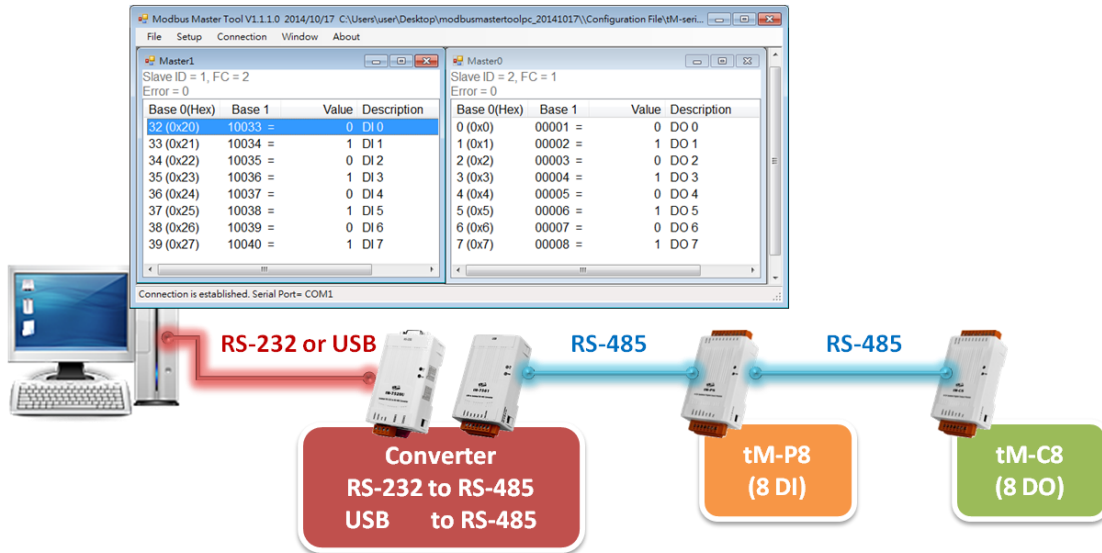 Modbus Master Tool V1.1.1.0 2014/10/17 C:\Users\user\Desktop\modbusmastertoolpc_20141017\\Configuration File\tM-seri...
File Setup Connection Window About
Master1
Slave ID = 1, FC = 2
Error = 0
Base 0(Hex) Base 1 Value Description
32 (0x20) 10033 = 0 DI 0
33 (0x21) 10034 = 1 DI 1
34 (0x22) 10035 = 0 DI 2
35 (0x23) 10036 = 1 DI 3
36 (0x24) 10037 = 0 DI 4
37 (0x25) 10038 = 1 DI 5
38 (0x26) 10039 = 0 DI 6
39 (0x27) 10040 = 1 DI 7
Master0
Slave ID = 2, FC = 1
Error = 0
Base 0(Hex) Base 1 Value Description
0 (0x0) 00001 = 0 DO 0
1 (0x1) 00002 = 1 DO 1
2 (0x2) 00003 = 0 DO 2
3 (0x3) 00004 = 1 DO 3
4 (0x4) 00005 = 0 DO 4
5 (0x5) 00006 = 1 DO 5
6 (0x6) 00007 = 0 DO 6
7 (0x7) 00008 = 1 DO 7
Connection is established. Serial Port= COM1
RS-232 or USB
RS-485
RS-485
Converter
RS-232 to RS-485
USB to RS-485
tM-P8
(8 DI)
tM-C8
(8 DO)